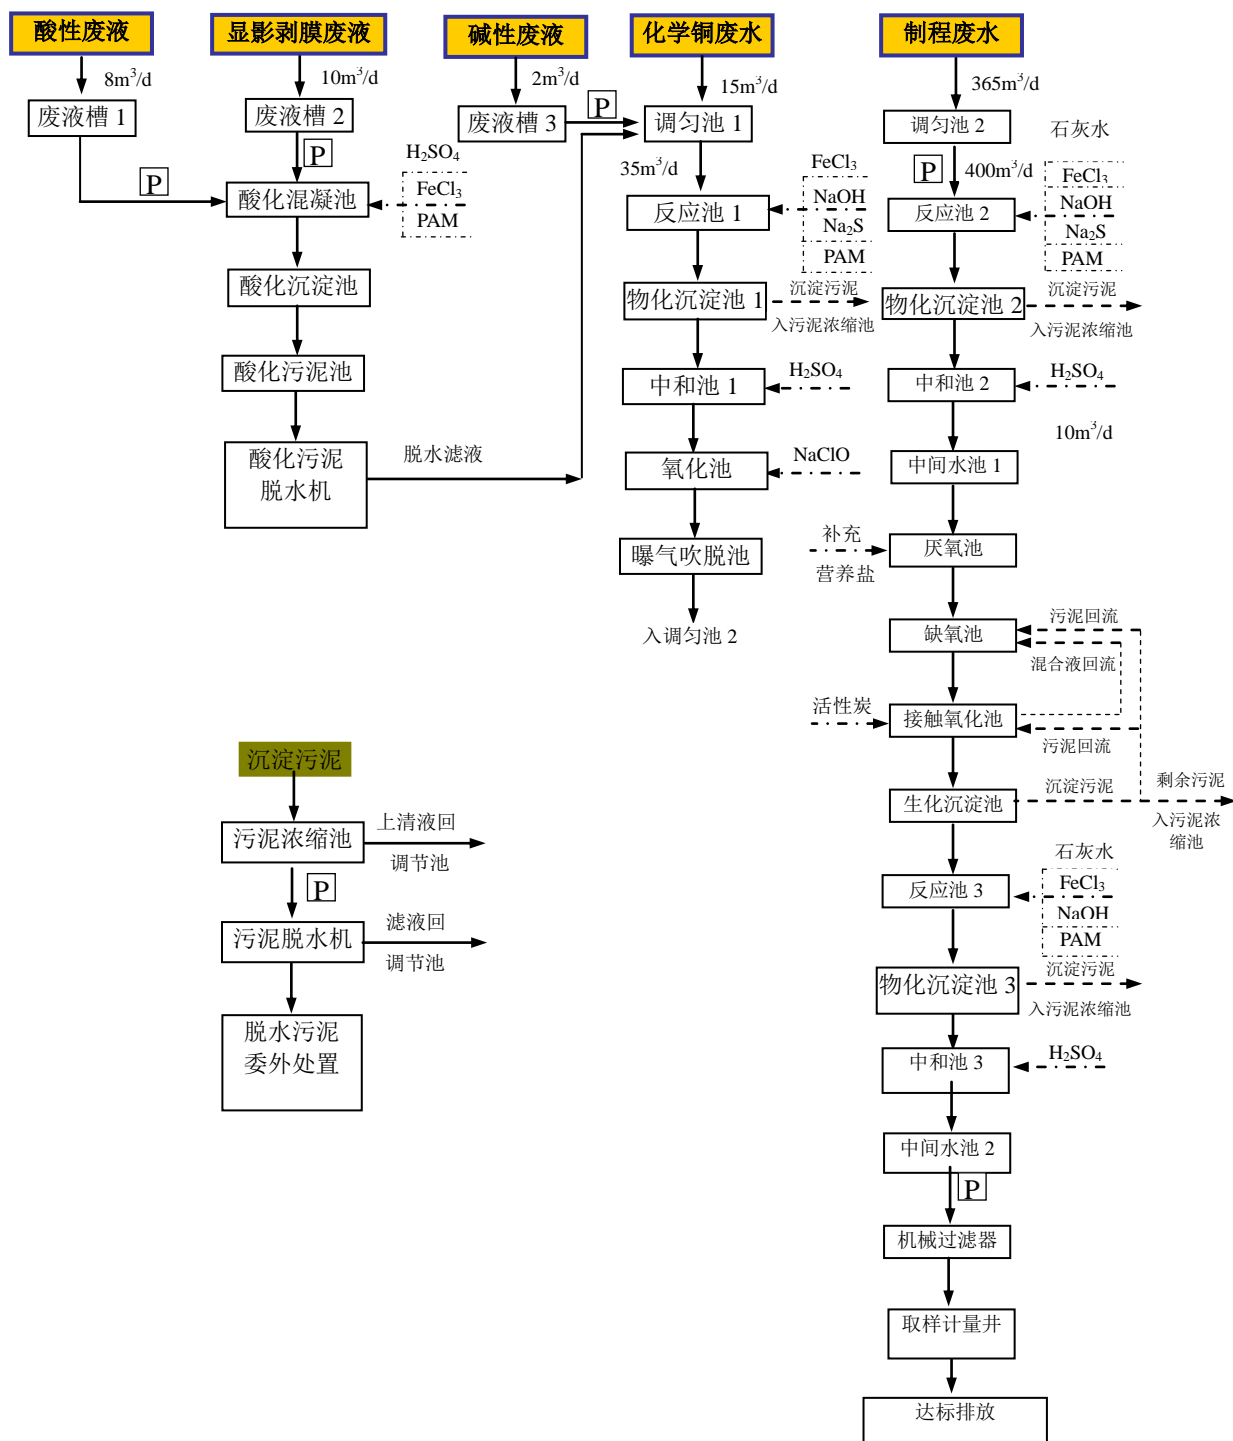 酸性废液
显影剥膜废液
碱性废液
化学铜废水
制程废水
8m³/d
10m³/d
2m³/d
15m³/d
365m³/d
废液槽 1
废液槽 2
废液槽 3
P
调匀池 1
调匀池 2
石灰水
P
P
H₂SO₄
FeCl₃
PAM
酸化混凝池
35m³/d
FeCl₃
NaOH
Na₂S
PAM
反应池 1
P
400m³/d
FeCl₃
NaOH
Na₂S
PAM
反应池 2
酸化沉淀池
物化沉淀池 1
沉淀污泥
入污泥浓缩池
物化沉淀池 2
沉淀污泥
入污泥浓缩池
酸化污泥池
中和池 1
H₂SO₄
中和池 2
H₂SO₄
10m³/d
酸化污泥
脱水机
脱水滤液
氧化池
NaClO
中间水池 1
曝气吹脱池
补充
营养盐
厌氧池
入调匀池 2
缺氧池
污泥回流
混合液回流
活性炭
接触氧化池
污泥回流
沉淀污泥
生化沉淀池
沉淀污泥
剩余污泥
入污泥浓
缩池
污泥浓缩池
上清液回
调节池
石灰水
FeCl₃
NaOH
PAM
反应池 3
P
污泥脱水机
滤液回
调节池
物化沉淀池 3
沉淀污泥
入污泥浓缩池
脱水污泥
委外处置
中和池 3
H₂SO₄
中间水池 2
P
机械过滤器
取样计量井
达标排放